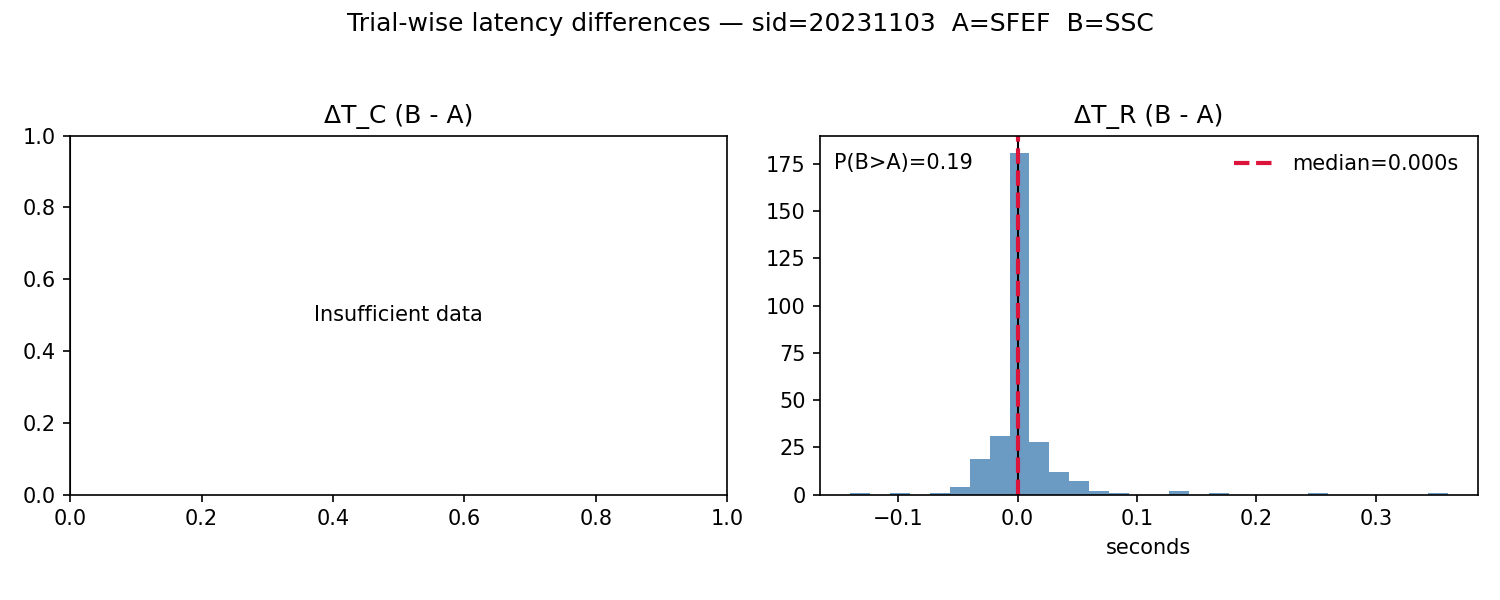 Trial-wise latency differences — sid=20231103  A=SFEF  B=SSC
ΔT_C (B - A)
1.0
0.8
0.6
0.4
0.2
0.0
Insufficient data
0.0 0.2 0.4 0.6 0.8 1.0
ΔT_R (B - A)
P(B>A)=0.19
median=0.000s
175
150
125
100
75
50
25
0
−0.1 0.0 0.1 0.2 0.3
seconds